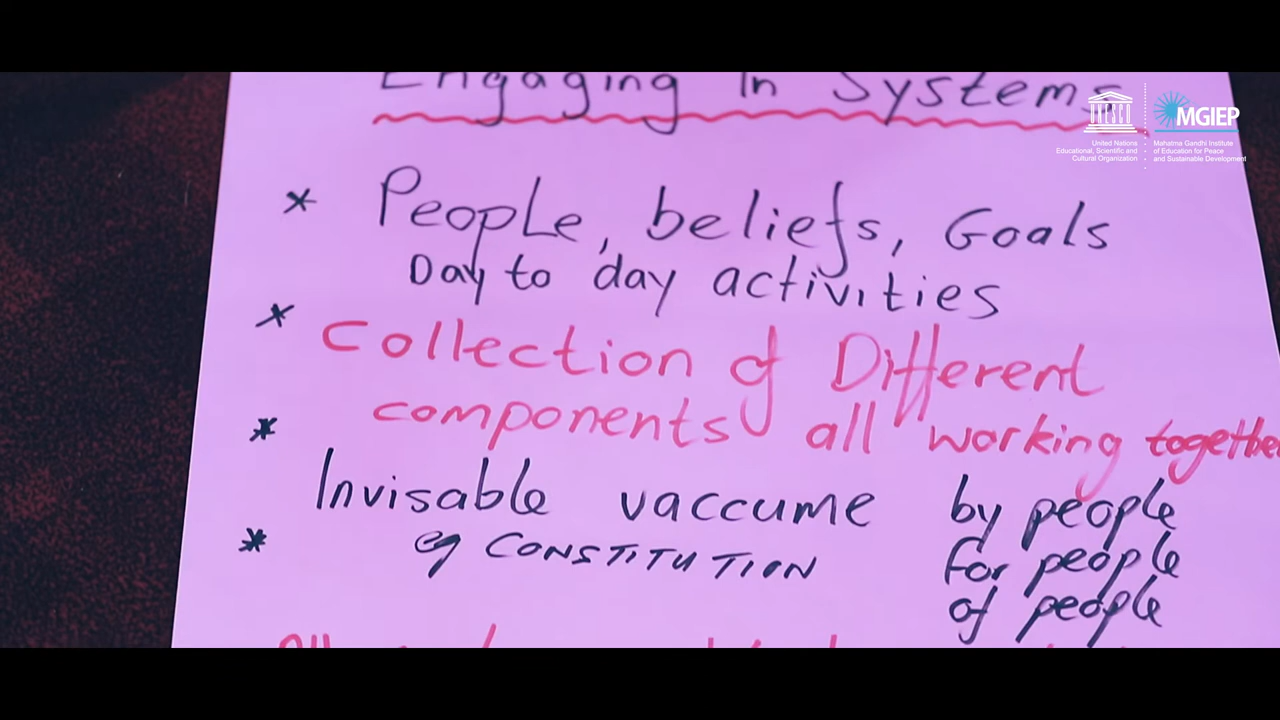 Engaging In Systems
* People, beliefs, Goals
Day to day activities
* Collection of Different
components all working together
* Invisable vaccume by people
* eg CONSTITUTION for people
of people
UNESCO
United Nations
Educational, Scientific and
Cultural Organization
MGIEP
Mahatma Gandhi Institute
of Education for Peace
and Sustainable Development